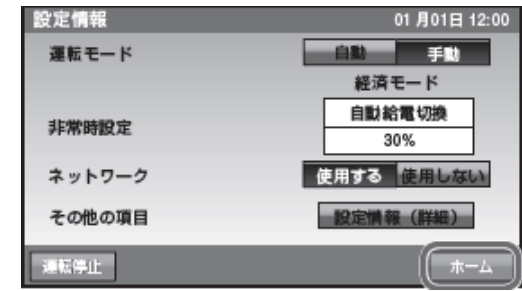 設定情報 01月01日 12:00
運転モード 自動 手動
経済モード
非常時設定 自動給電切換
30%
ネットワーク 使用する 使用しない
その他の項目 設定情報（詳細）
運転停止 ホーム